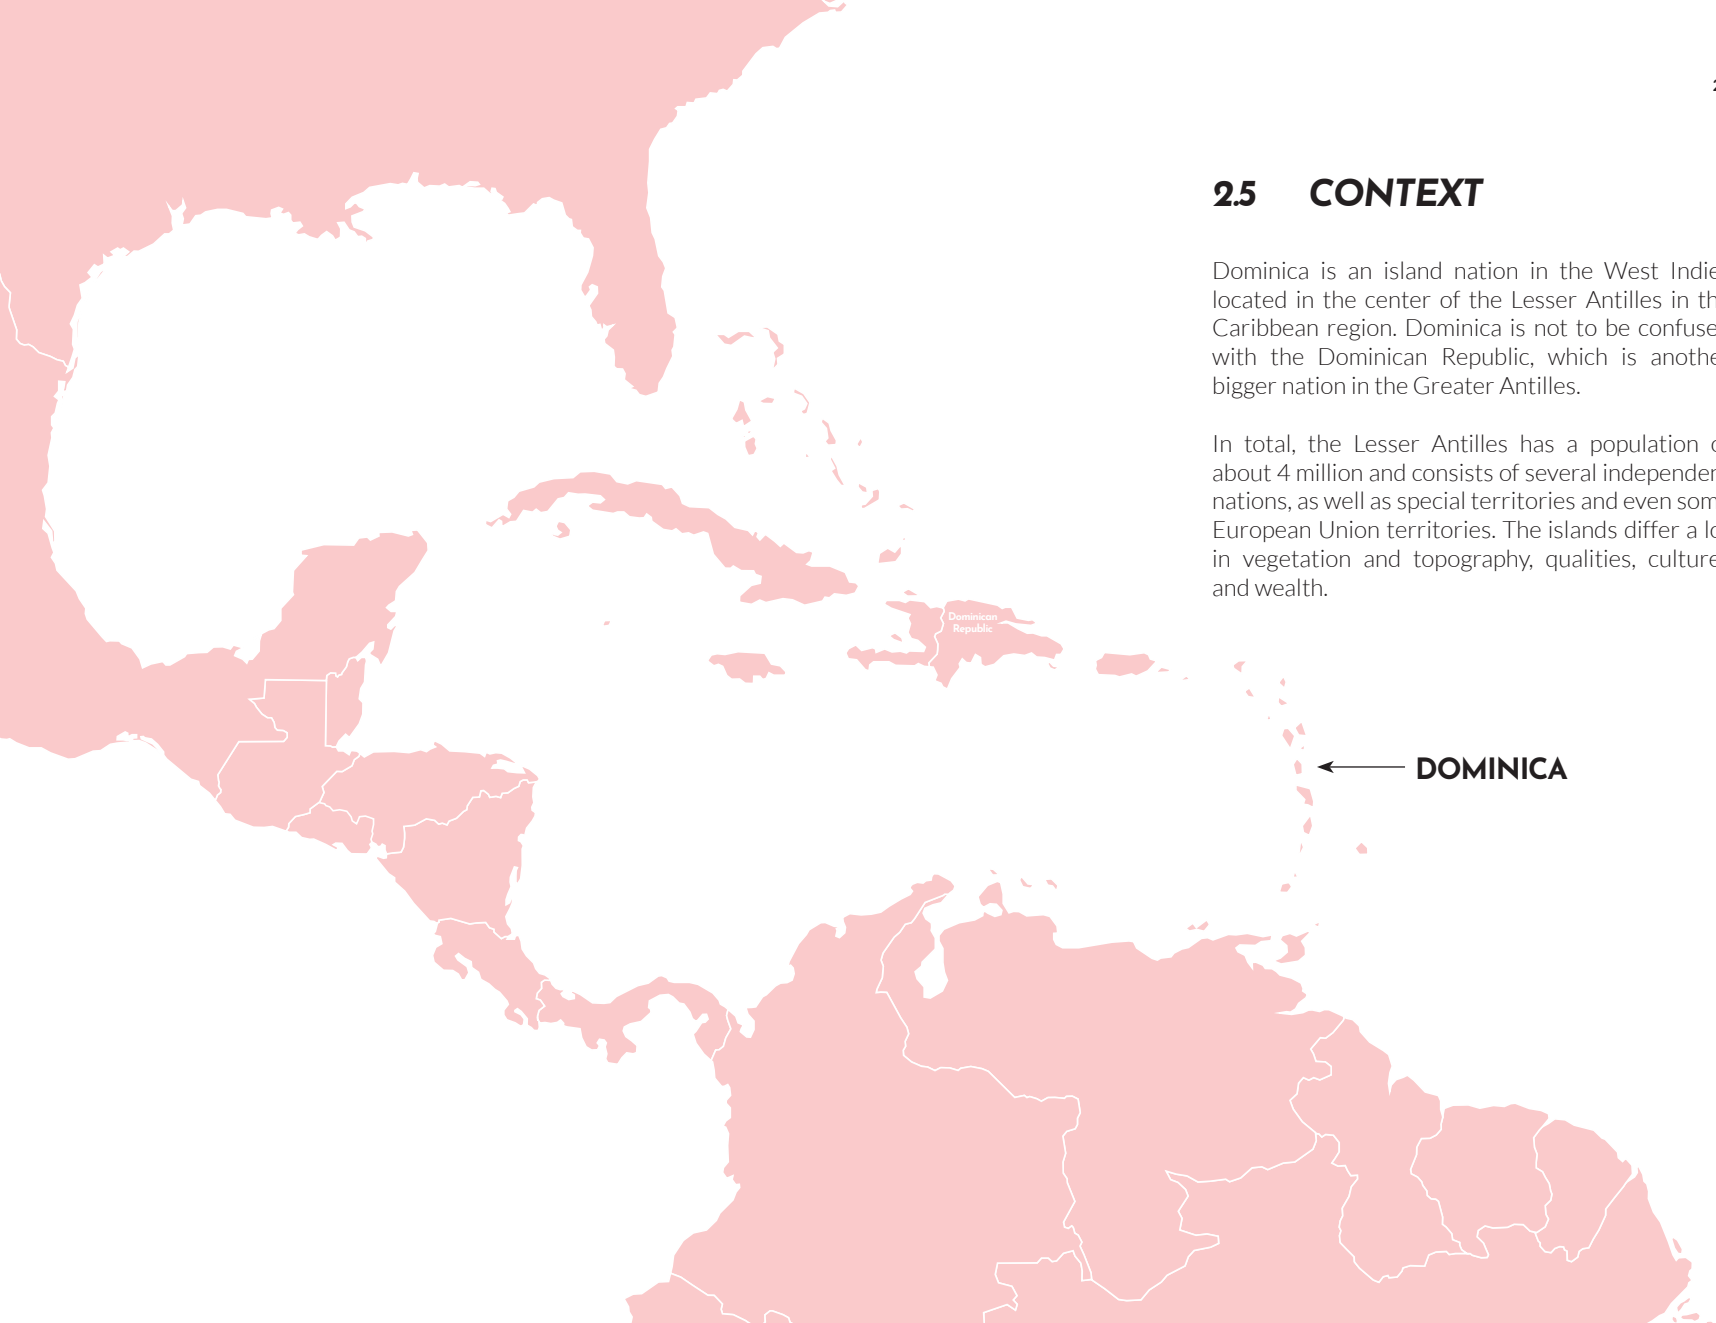 2.5 CONTEXT
Dominica is an island nation in the West Indie
located in the center of the Lesser Antilles in th
Caribbean region. Dominica is not to be confuse
with the Dominican Republic, which is anothe
bigger nation in the Greater Antilles.
In total, the Lesser Antilles has a population
about 4 million and consists of several independen
nations, as well as special territories and even som
European Union territories. The islands differ a lo
in vegetation and topography, qualities, culture
and wealth.
Dominican
Republic
DOMINICA